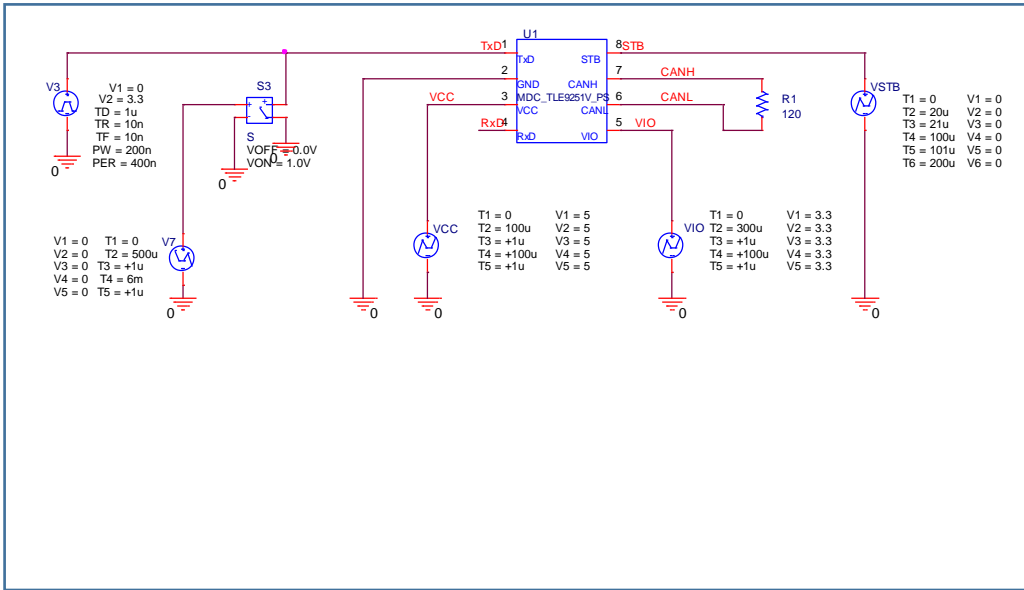 U1
TxD
1
8
STB
TxD
STB
2
7
CANH
GND
CANH
VCC
3
MDC_TLE9251V_PS
6
CANL
VCC
CANL
RxD
4
5
VIO
RxD
VIO
V3
V1 = 0
V2 = 3.3
TD = 1u
TR = 10n
TF = 10n
PW = 200n
PER = 400n
0
S3
+
+
-
-
S
VOFF = 0.0V
VON = 1.0V
0
0
R1
120
VSTB
T1 = 0 V1 = 0
T2 = 20u V2 = 0
T3 = 21u V3 = 0
T4 = 100u V4 = 0
T5 = 101u V5 = 0
T6 = 200u V6 = 0
V7
V1 = 0 T1 = 0
V2 = 0 T2 = 500u
V3 = 0 T3 = +1u
V4 = 0 T4 = 6m
V5 = 0 T5 = +1u
VCC
T1 = 0 V1 = 5
T2 = 100u V2 = 5
T3 = +1u V3 = 5
T4 = +100u V4 = 5
T5 = +1u V5 = 5
VIO
T1 = 0 V1 = 3.3
T2 = 300u V2 = 3.3
T3 = +1u V3 = 3.3
T4 = +100u V4 = 3.3
T5 = +1u V5 = 3.3
0
0
0
0
0